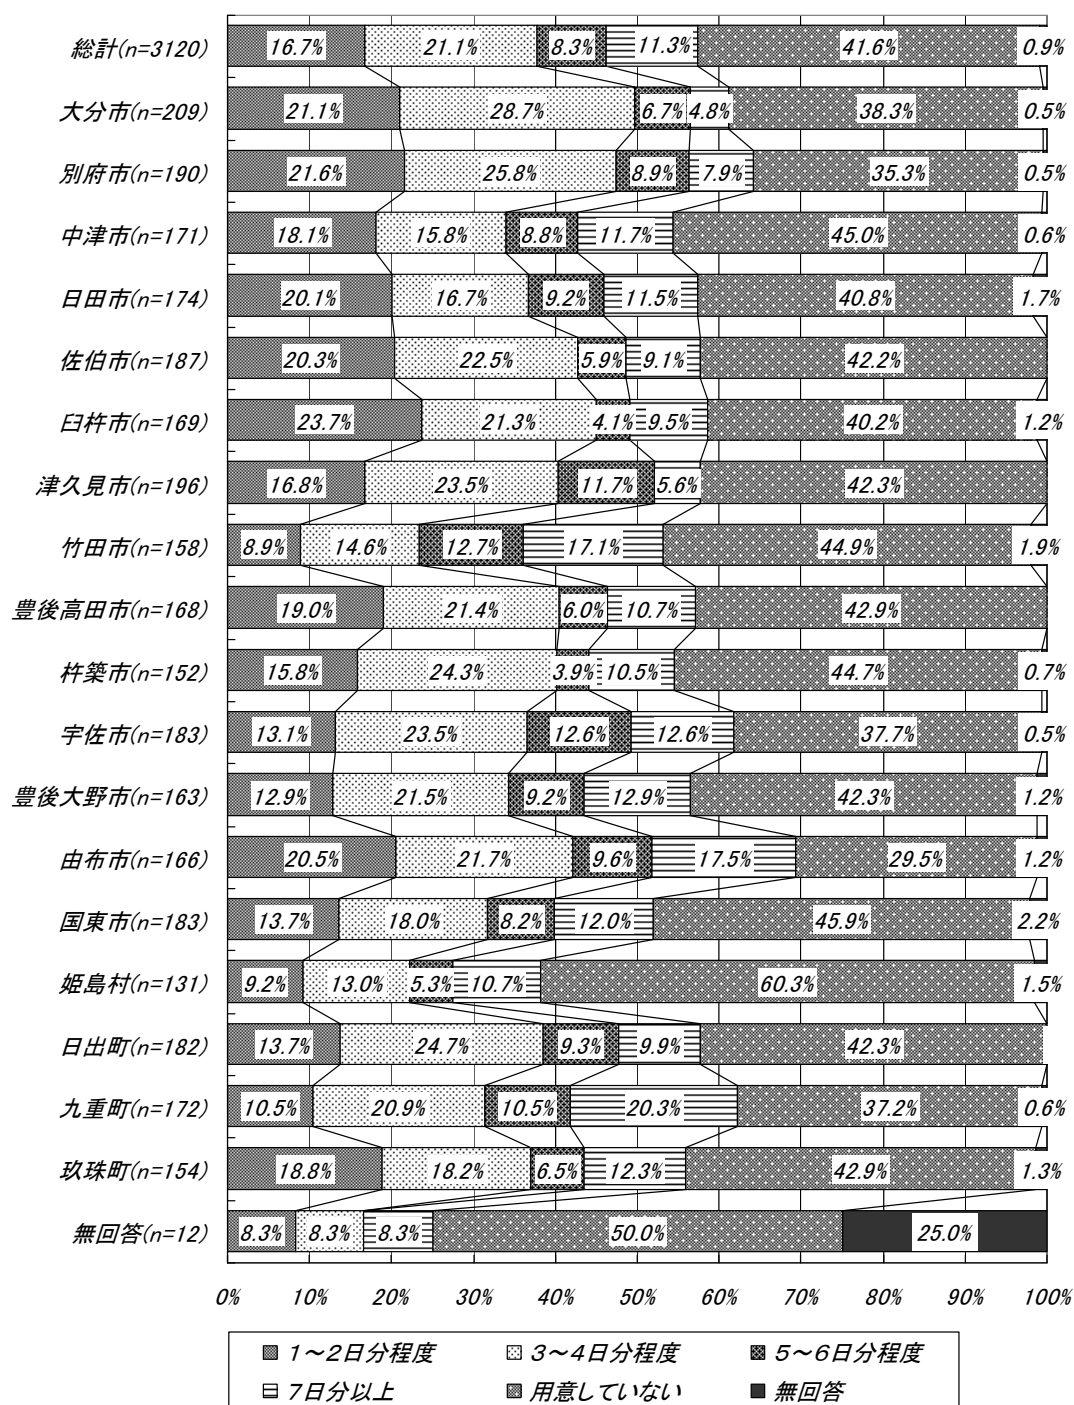 総計(n=3120) 16.7% 21.1% 8.3% 11.3% 41.6% 0.9%
大分市(n=209) 21.1% 28.7% 6.7% 4.8% 38.3% 0.5%
別府市(n=190) 21.6% 25.8% 8.9% 7.9% 35.3% 0.5%
中津市(n=171) 18.1% 15.8% 8.8% 11.7% 45.0% 0.6%
日田市(n=174) 20.1% 16.7% 9.2% 11.5% 40.8% 1.7%
佐伯市(n=187) 20.3% 22.5% 5.9% 9.1% 42.2%
臼杵市(n=169) 23.7% 21.3% 4.1% 9.5% 40.2% 1.2%
津久見市(n=196) 16.8% 23.5% 11.7% 5.6% 42.3%
竹田市(n=158) 8.9% 14.6% 12.7% 17.1% 44.9% 1.9%
豊後高田市(n=168) 19.0% 21.4% 6.0% 10.7% 42.9%
杵築市(n=152) 15.8% 24.3% 3.9% 10.5% 44.7% 0.7%
宇佐市(n=183) 13.1% 23.5% 12.6% 12.6% 37.7% 0.5%
豊後大野市(n=163) 12.9% 21.5% 9.2% 12.9% 42.3% 1.2%
由布市(n=166) 20.5% 21.7% 9.6% 17.5% 29.5% 1.2%
国東市(n=183) 13.7% 18.0% 8.2% 12.0% 45.9% 2.2%
姫島村(n=131) 9.2% 13.0% 5.3% 10.7% 60.3% 1.5%
日出町(n=182) 13.7% 24.7% 9.3% 9.9% 42.3%
九重町(n=172) 10.5% 20.9% 10.5% 20.3% 37.2% 0.6%
玖珠町(n=154) 18.8% 18.2% 6.5% 12.3% 42.9% 1.3%
無回答(n=12) 8.3% 8.3% 8.3% 50.0% 25.0%
0% 10% 20% 30% 40% 50% 60% 70% 80% 90% 100%
1～2日分程度 3～4日分程度 5～6日分程度
7日分以上 用意していない 無回答